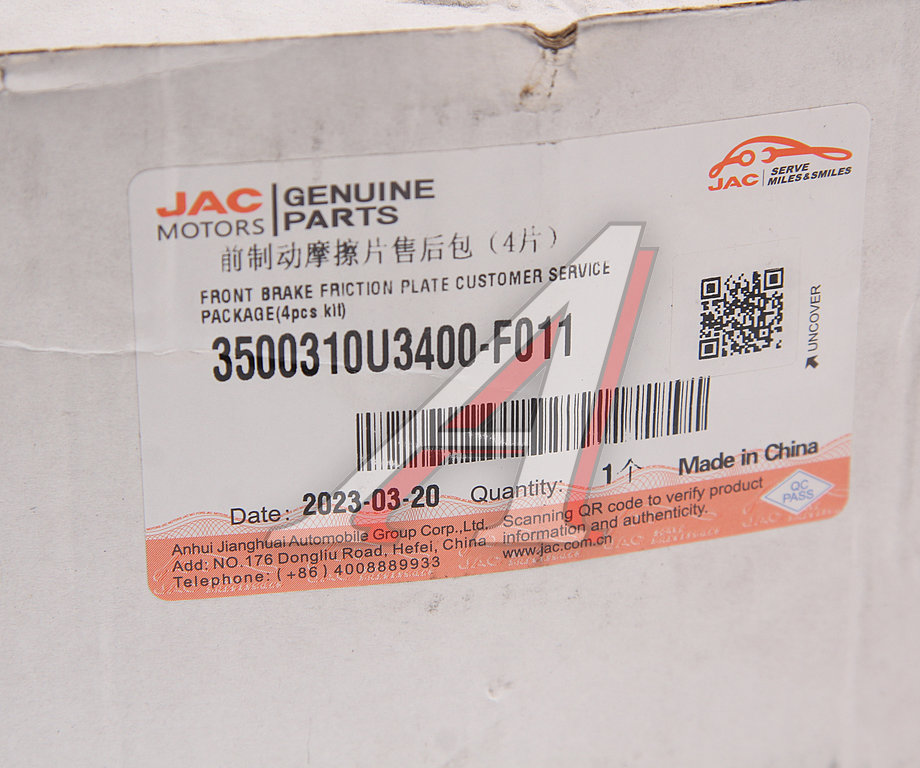 JAC
MOTORS
GENUINE
PARTS
JAC
SERVE
MILES&SMILES
前制动摩擦片售后包（4片）
FRONT BRAKE FRICTION PLATE CUSTOMER SERVICE
PACKAGE(4pcs kit)
3500310U3400-F011
UNCOVER
Date: 2023-03-20
Quantity: 1个
Made in China
QC
PASS
Anhui Jianghuai Automobile Group Corp.,Ltd.
Add: NO.176 Dongliu Road, Hefei, China
Telephone: (+86) 4008889933
Scanning QR code to verify product
information and authenticity.
www.jac.com.cn